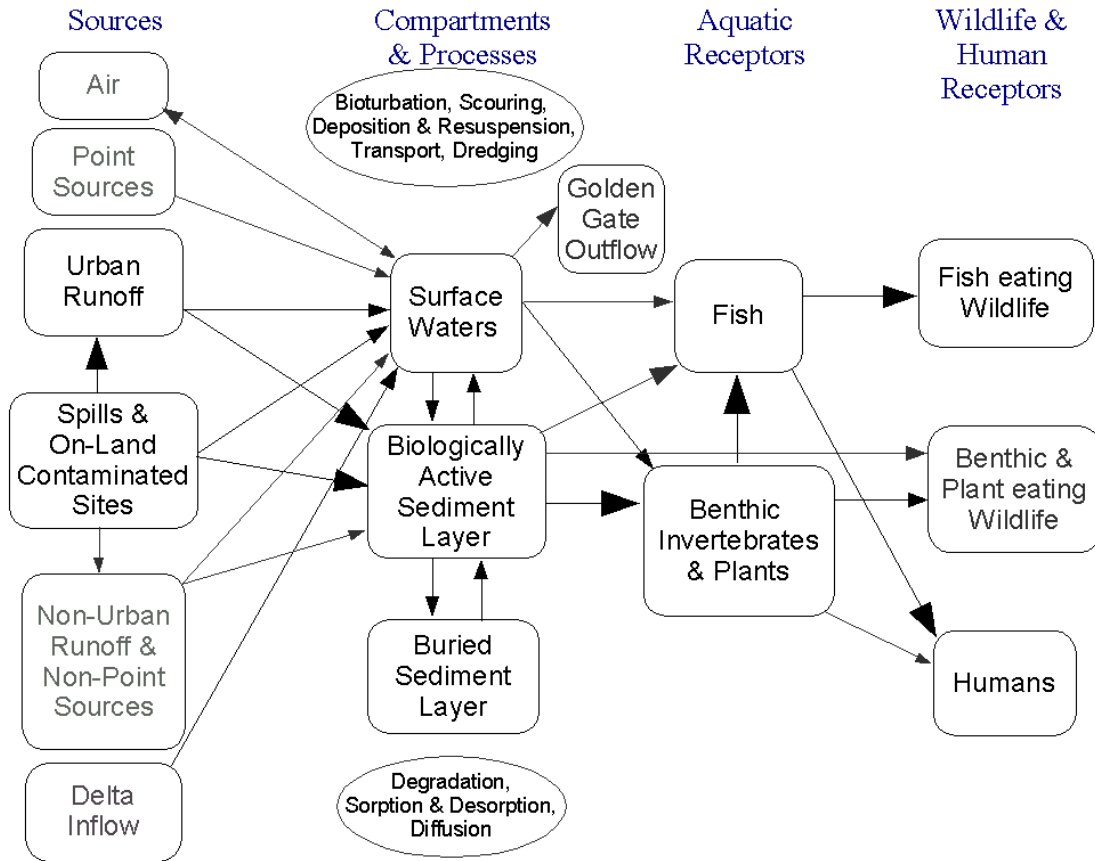 Sources
Compartments
& Processes
Aquatic
Receptors
Wildlife &
Human
Receptors
Air
Point
Sources
Urban
Runoff
Spills &
On-Land
Contaminated
Sites
Non-Urban
Runoff &
Non-Point
Sources
Delta
Inflow
Bioturbation, Scouring,
Deposition & Resuspension,
Transport, Dredging
Golden
Gate
Outflow
Surface
Waters
Biologically
Active
Sediment
Layer
Buried
Sediment
Layer
Degradation,
Sorption & Desorption,
Diffusion
Fish
Benthic
Invertebrates
& Plants
Fish eating
Wildlife
Benthic &
Plant eating
Wildlife
Humans